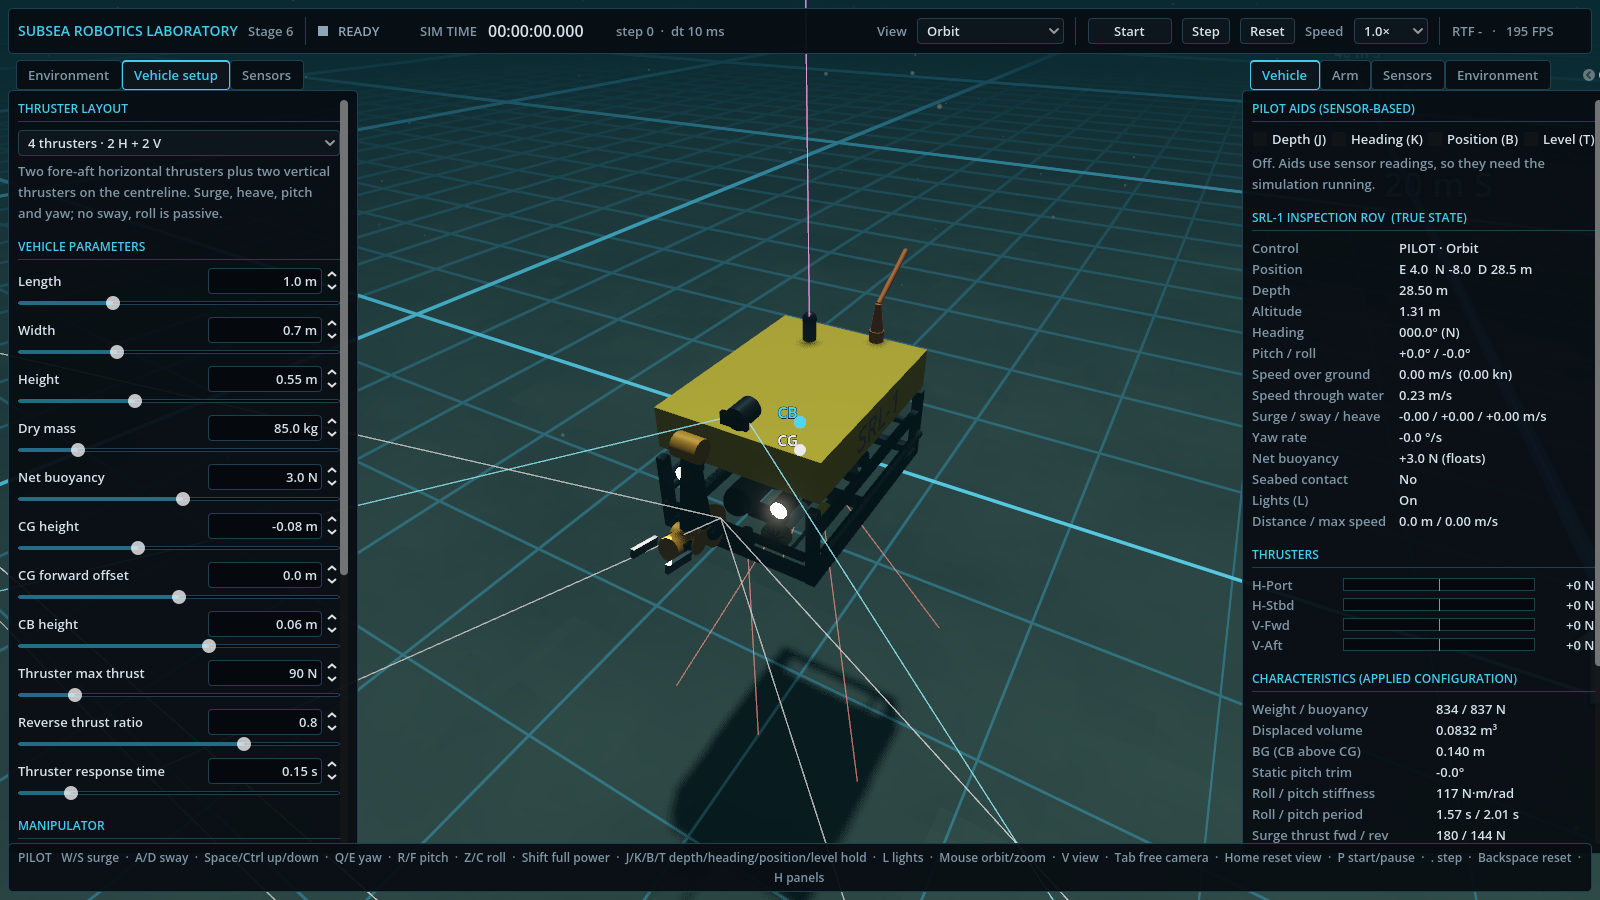 SUBSEA ROBOTICS LABORATORY Stage 6 READY SIM TIME 00:00:00.000 step 0 · dt 10 ms View Orbit Start Step Reset Speed 1.0× RTF - · 195 FPS
Environment Vehicle setup Sensors
THRUSTER LAYOUT
4 thrusters · 2 H + 2 V
Two fore-aft horizontal thrusters plus two vertical
thrusters on the centreline. Surge, heave, pitch
and yaw; no sway, roll is passive.
VEHICLE PARAMETERS
Length 1.0 m
Width 0.7 m
Height 0.55 m
Dry mass 85.0 kg
Net buoyancy 3.0 N
CG height -0.08 m
CG forward offset 0.0 m
CB height 0.06 m
Thruster max thrust 90 N
Reverse thrust ratio 0.8
Thruster response time 0.15 s
MANIPULATOR
CB
CG
SRL-1
20 m S
Vehicle Arm Sensors Environment
PILOT AIDS (SENSOR-BASED)
Depth (J) Heading (K) Position (B) Level (T)
Off. Aids use sensor readings, so they need the
simulation running.
SRL-1 INSPECTION ROV (TRUE STATE)
Control PILOT · Orbit
Position E 4.0 N -8.0 D 28.5 m
Depth 28.50 m
Altitude 1.31 m
Heading 000.0° (N)
Pitch / roll +0.0° / -0.0°
Speed over ground 0.00 m/s (0.00 kn)
Speed through water 0.23 m/s
Surge / sway / heave -0.00 / +0.00 / +0.00 m/s
Yaw rate -0.0 °/s
Net buoyancy +3.0 N (floats)
Seabed contact No
Lights (L) On
Distance / max speed 0.0 m / 0.00 m/s
THRUSTERS
H-Port +0 N
H-Stbd +0 N
V-Fwd +0 N
V-Aft +0 N
CHARACTERISTICS (APPLIED CONFIGURATION)
Weight / buoyancy 834 / 837 N
Displaced volume 0.0832 m³
BG (CB above CG) 0.140 m
Static pitch trim -0.0°
Roll / pitch stiffness 117 N·m/rad
Roll / pitch period 1.57 s / 2.01 s
Surge thrust fwd / rev 180 / 144 N
PILOT W/S surge · A/D sway · Space/Ctrl up/down · Q/E yaw · R/F pitch · Z/C roll · Shift full power · J/K/B/T depth/heading/position/level hold · L lights · Mouse orbit/zoom · V view · Tab free camera · Home reset view · P start/pause · . step · Backspace reset ·
H panels